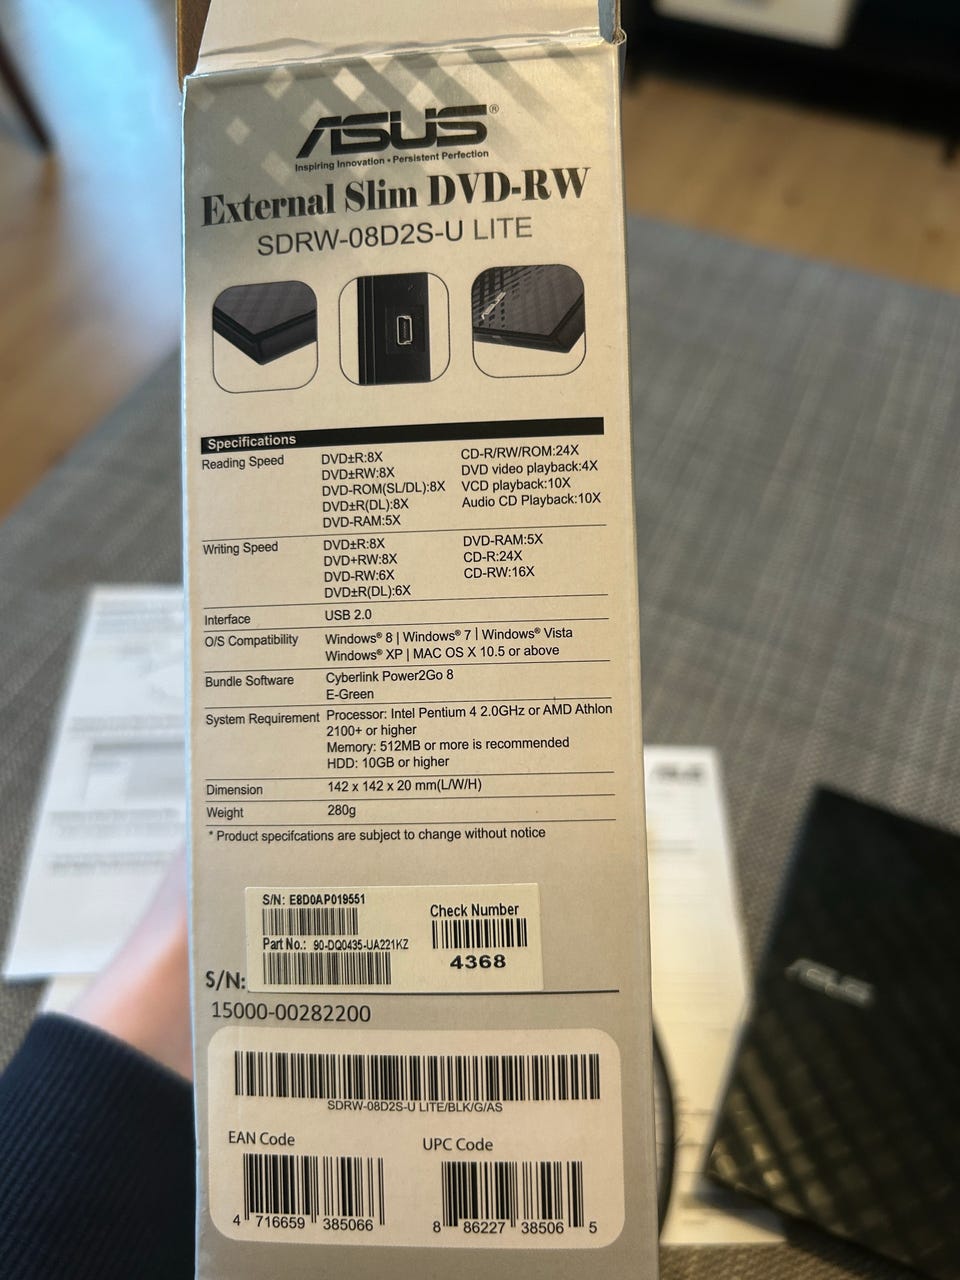 ASUS®
Inspiring Innovation • Persistent Perfection
External Slim DVD-RW
SDRW-08D2S-U LITE
Specifications
Reading Speed
DVD±R:8X
DVD±RW:8X
DVD-ROM(SL/DL):8X
DVD±R(DL):8X
DVD-RAM:5X
CD-R/RW/ROM:24X
DVD video playback:4X
VCD playback:10X
Audio CD Playback:10X
Writing Speed
DVD±R:8X
DVD+RW:8X
DVD-RW:6X
DVD±R(DL):6X
DVD-RAM:5X
CD-R:24X
CD-RW:16X
Interface USB 2.0
O/S Compatibility Windows® 8 | Windows® 7 | Windows® Vista
Windows® XP | MAC OS X 10.5 or above
Bundle Software Cyberlink Power2Go 8
E-Green
System Requirement Processor: Intel Pentium 4 2.0GHz or AMD Athlon
2100+ or higher
Memory: 512MB or more is recommended
HDD: 10GB or higher
Dimension 142 x 142 x 20 mm(L/W/H)
Weight 280g
* Product specifcations are subject to change without notice
S/N: E8D0AP019551
Part No.: 90-DQ0435-UA221KZ
Check Number
4368
S/N:
15000-00282200
SDRW-08D2S-U LITE/BLK/G/AS
EAN Code
4 716659 385066
UPC Code
8 86227 38506 5
ASUS
ASUS